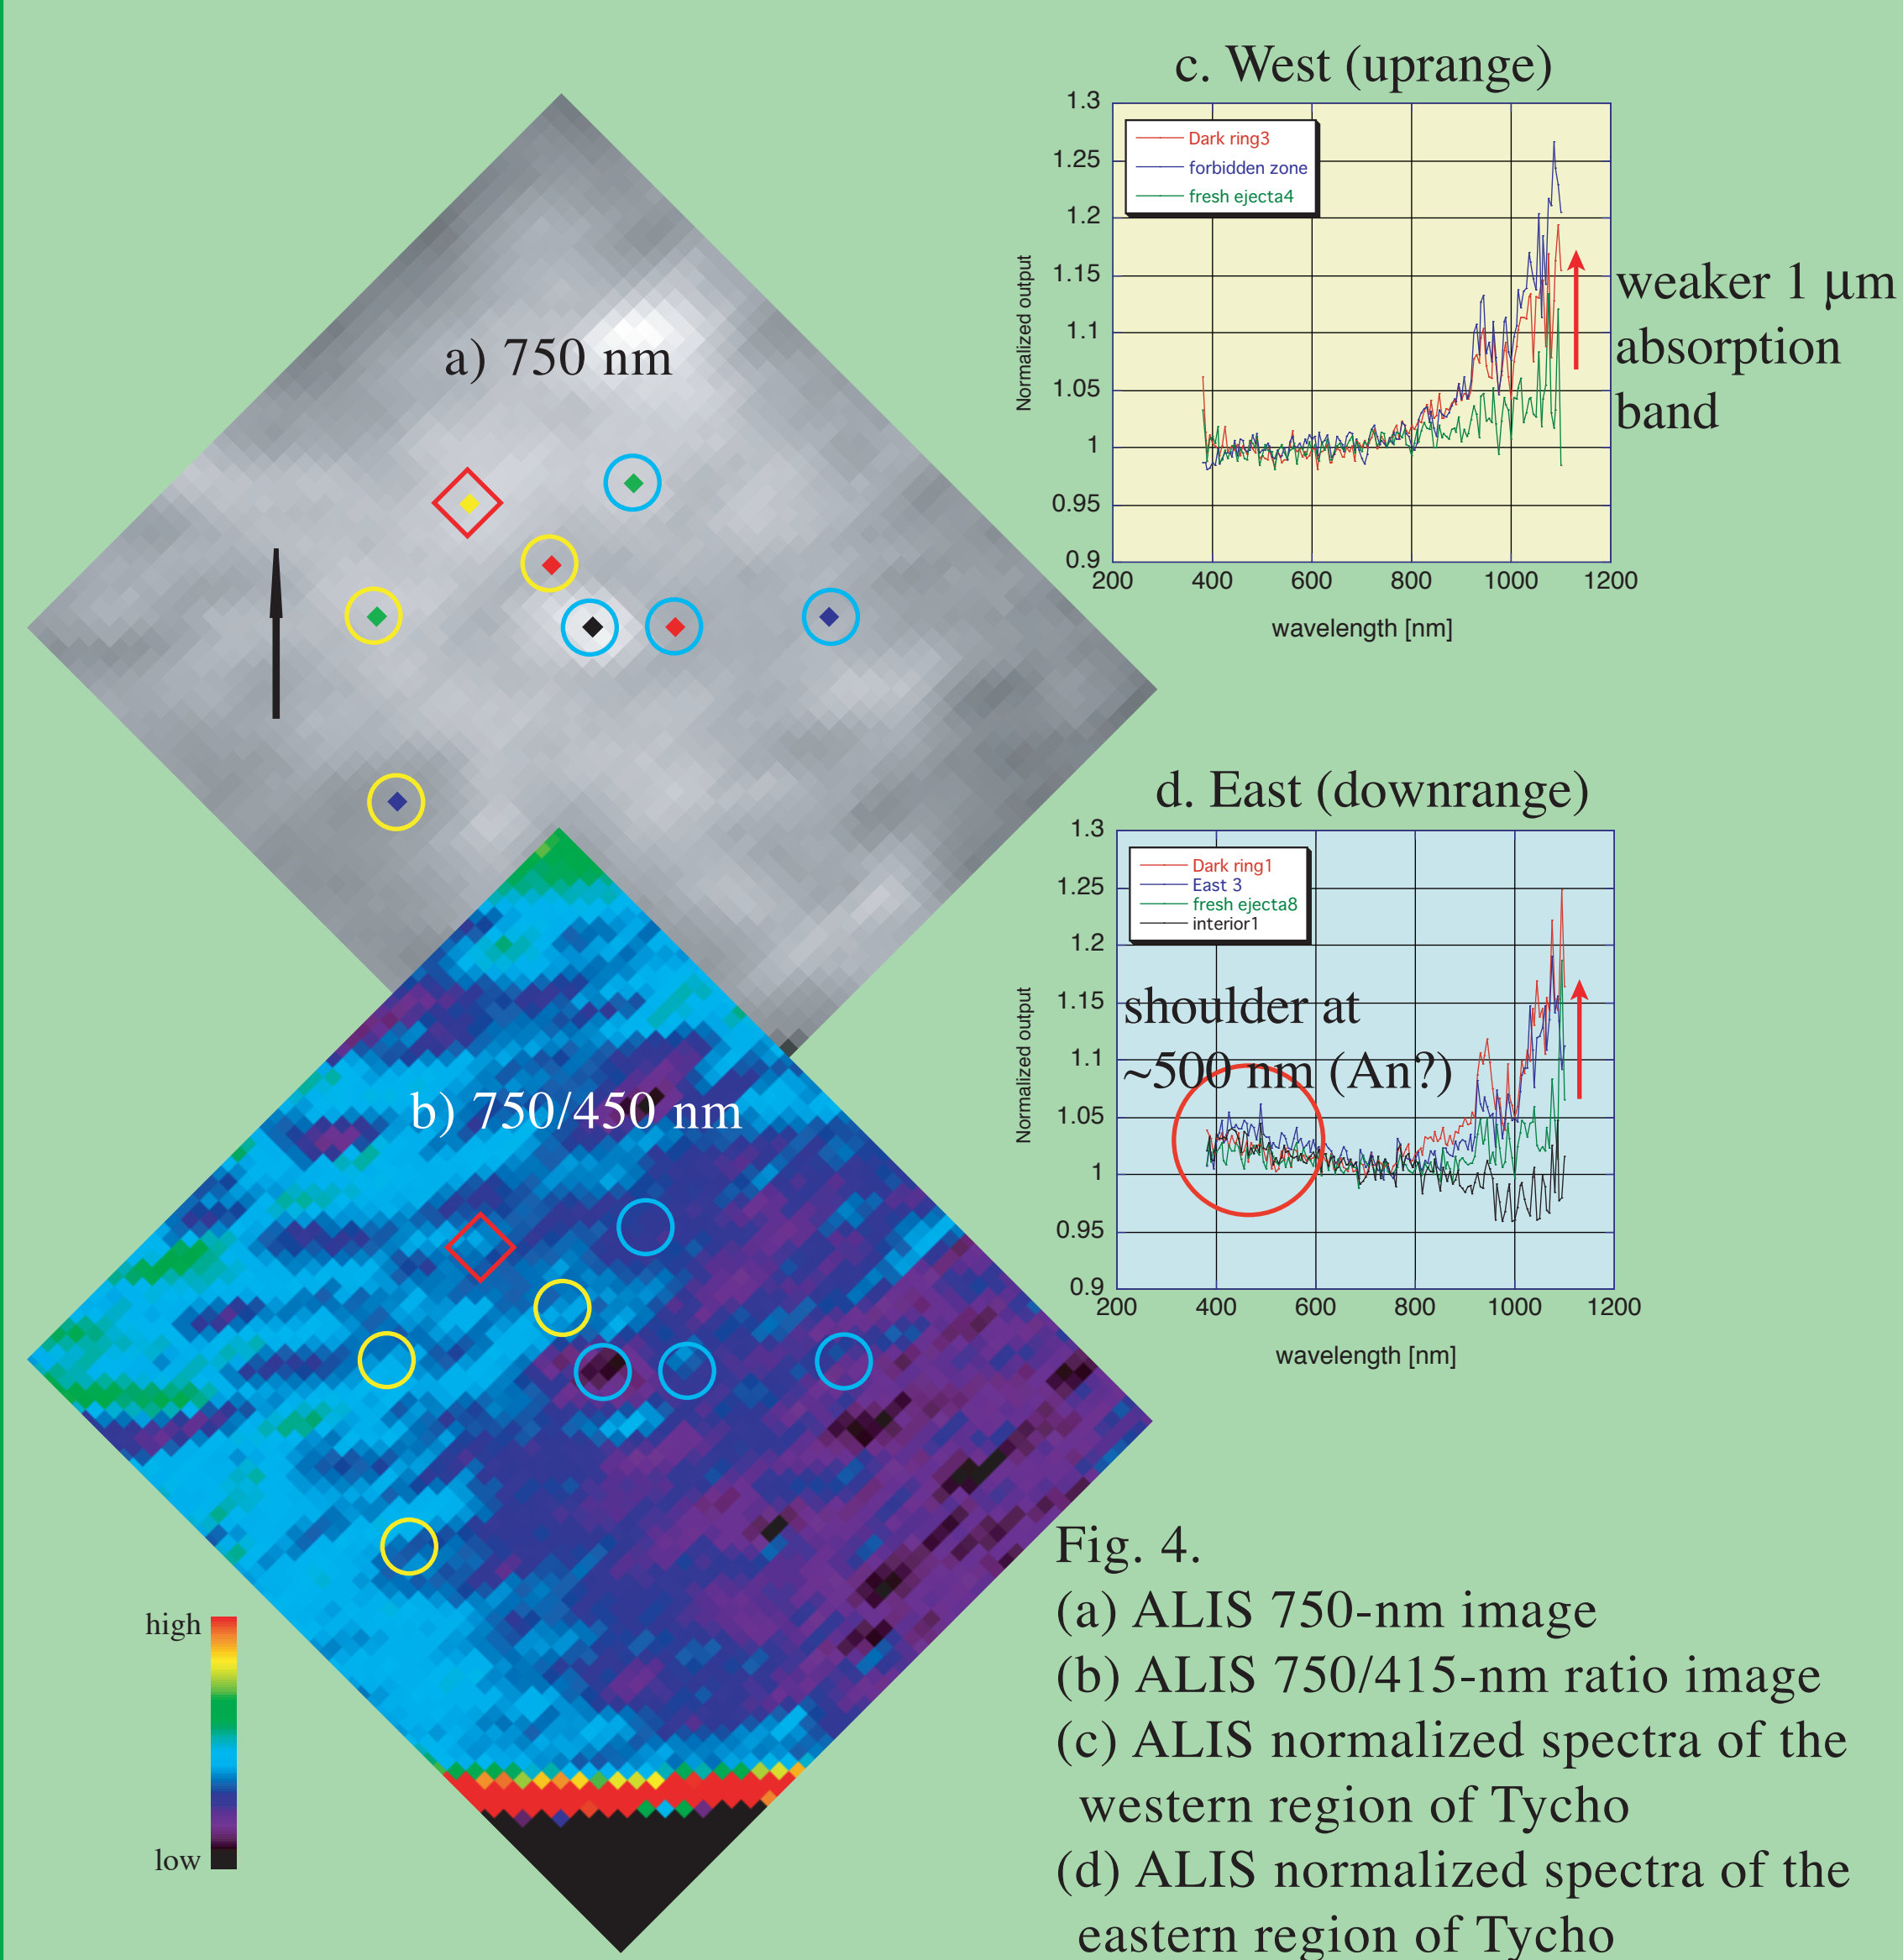 a) 750 nm
b) 750/450 nm
high
low
c. West (uprange)
1.3
1.25
1.2
1.15
1.1
1.05
1
0.95
0.9
Normalized output
Dark ring3
forbidden zone
fresh ejecta4
200 400 600 800 1000 1200
wavelength [nm]
weaker 1 μm
absorption
band
d. East (downrange)
1.3
1.25
1.2
1.15
1.1
1.05
1
0.95
0.9
Normalized output
Dark ring1
East 3
fresh ejecta8
interior1
shoulder at
~500 nm (An?)
200 400 600 800 1000 1200
wavelength [nm]
Fig. 4.
(a) ALIS 750-nm image
(b) ALIS 750/415-nm ratio image
(c) ALIS normalized spectra of the
western region of Tycho
(d) ALIS normalized spectra of the
eastern region of Tycho